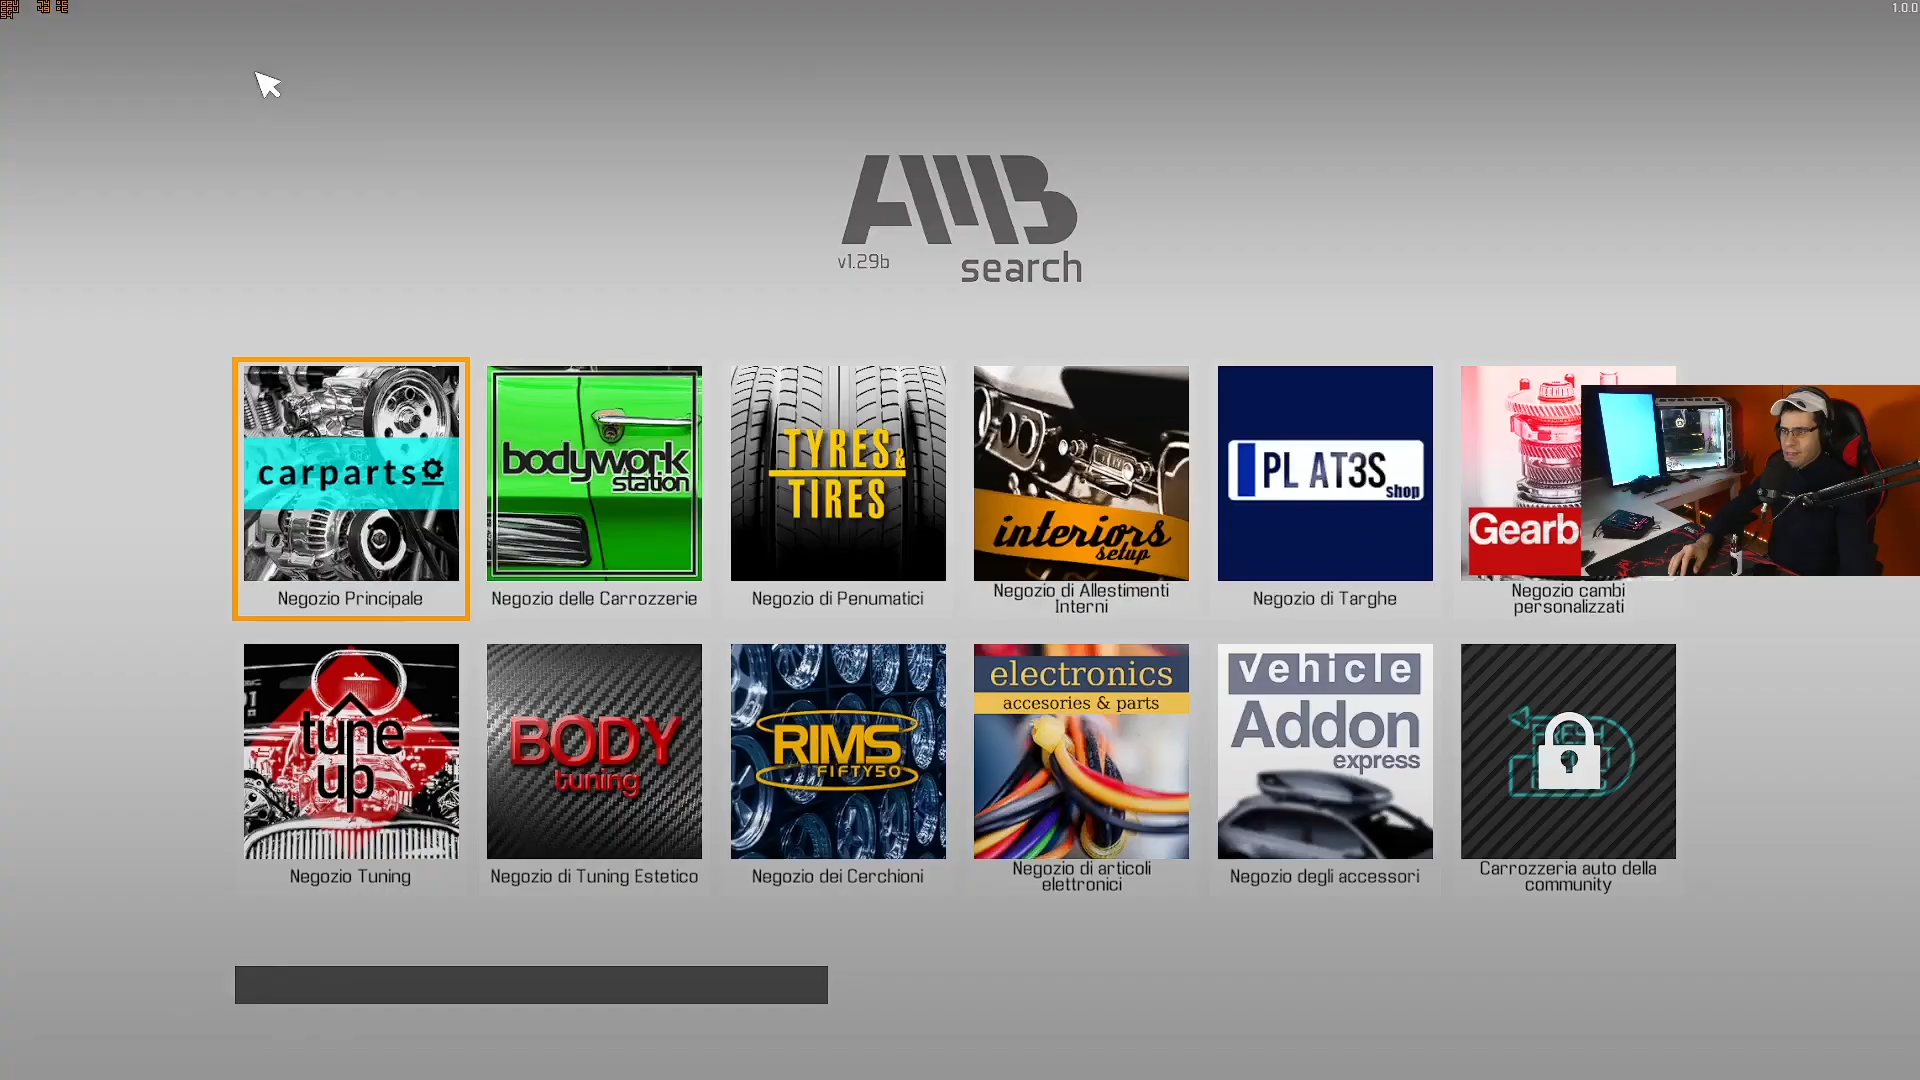 1.0.0
AMB
v1.29b
search
carparts
bodywork
station
TYRES &
TIRES
interiors
setup
PL AT3S
shop
Gearb
Negozio Principale
Negozio delle Carrozzerie
Negozio di Penumatici
Negozio di Allestimenti
Interni
Negozio di Targhe
Negozio cambi
personalizzati
tune
up
BODY
tuning
RIMS
FIFTY50
electronics
accesories & parts
vehicle
Addon
express
FRESH
Negozio Tuning
Negozio di Tuning Estetico
Negozio dei Cerchioni
Negozio di articoli
elettronici
Negozio degli accessori
Carrozzeria auto della
community